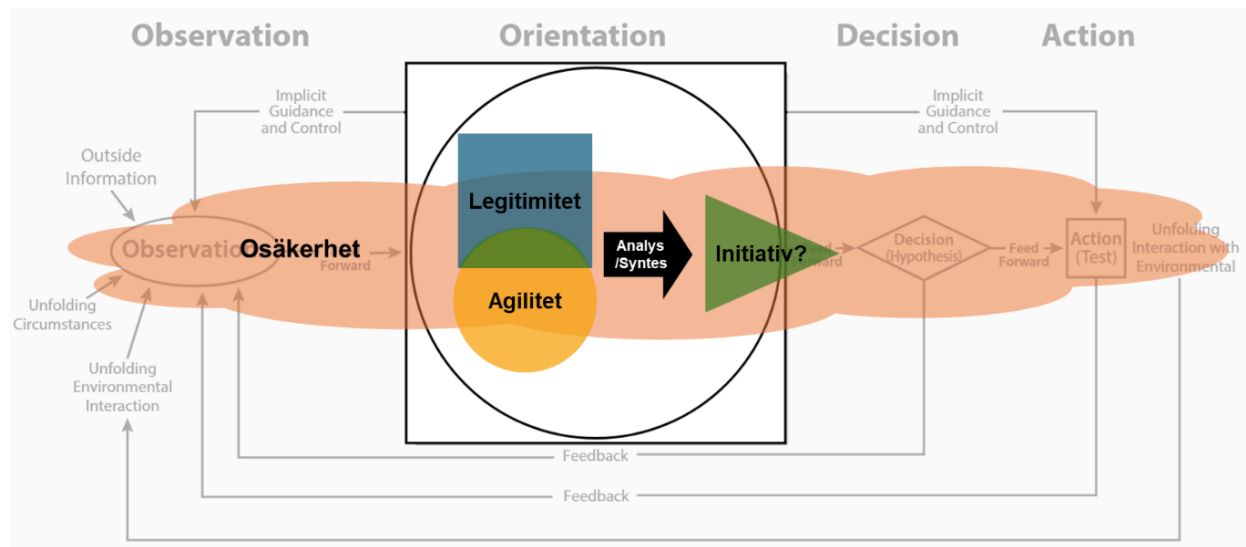 Observation
Orientation
Decision
Action
Implicit
Guidance
and Control
Implicit
Guidance
and Control
Outside
Information
Legitimitet
Observation
Osäkerhet
Forward
Analys
/Syntes
Initiativ?
Forward
Decision
(Hypothesis)
Feed
Forward
Action
(Test)
Unfolding
Interaction with
Environmental
Agilitet
Unfolding
Circumstances
Unfolding
Environmental
Interaction
Feedback
Feedback